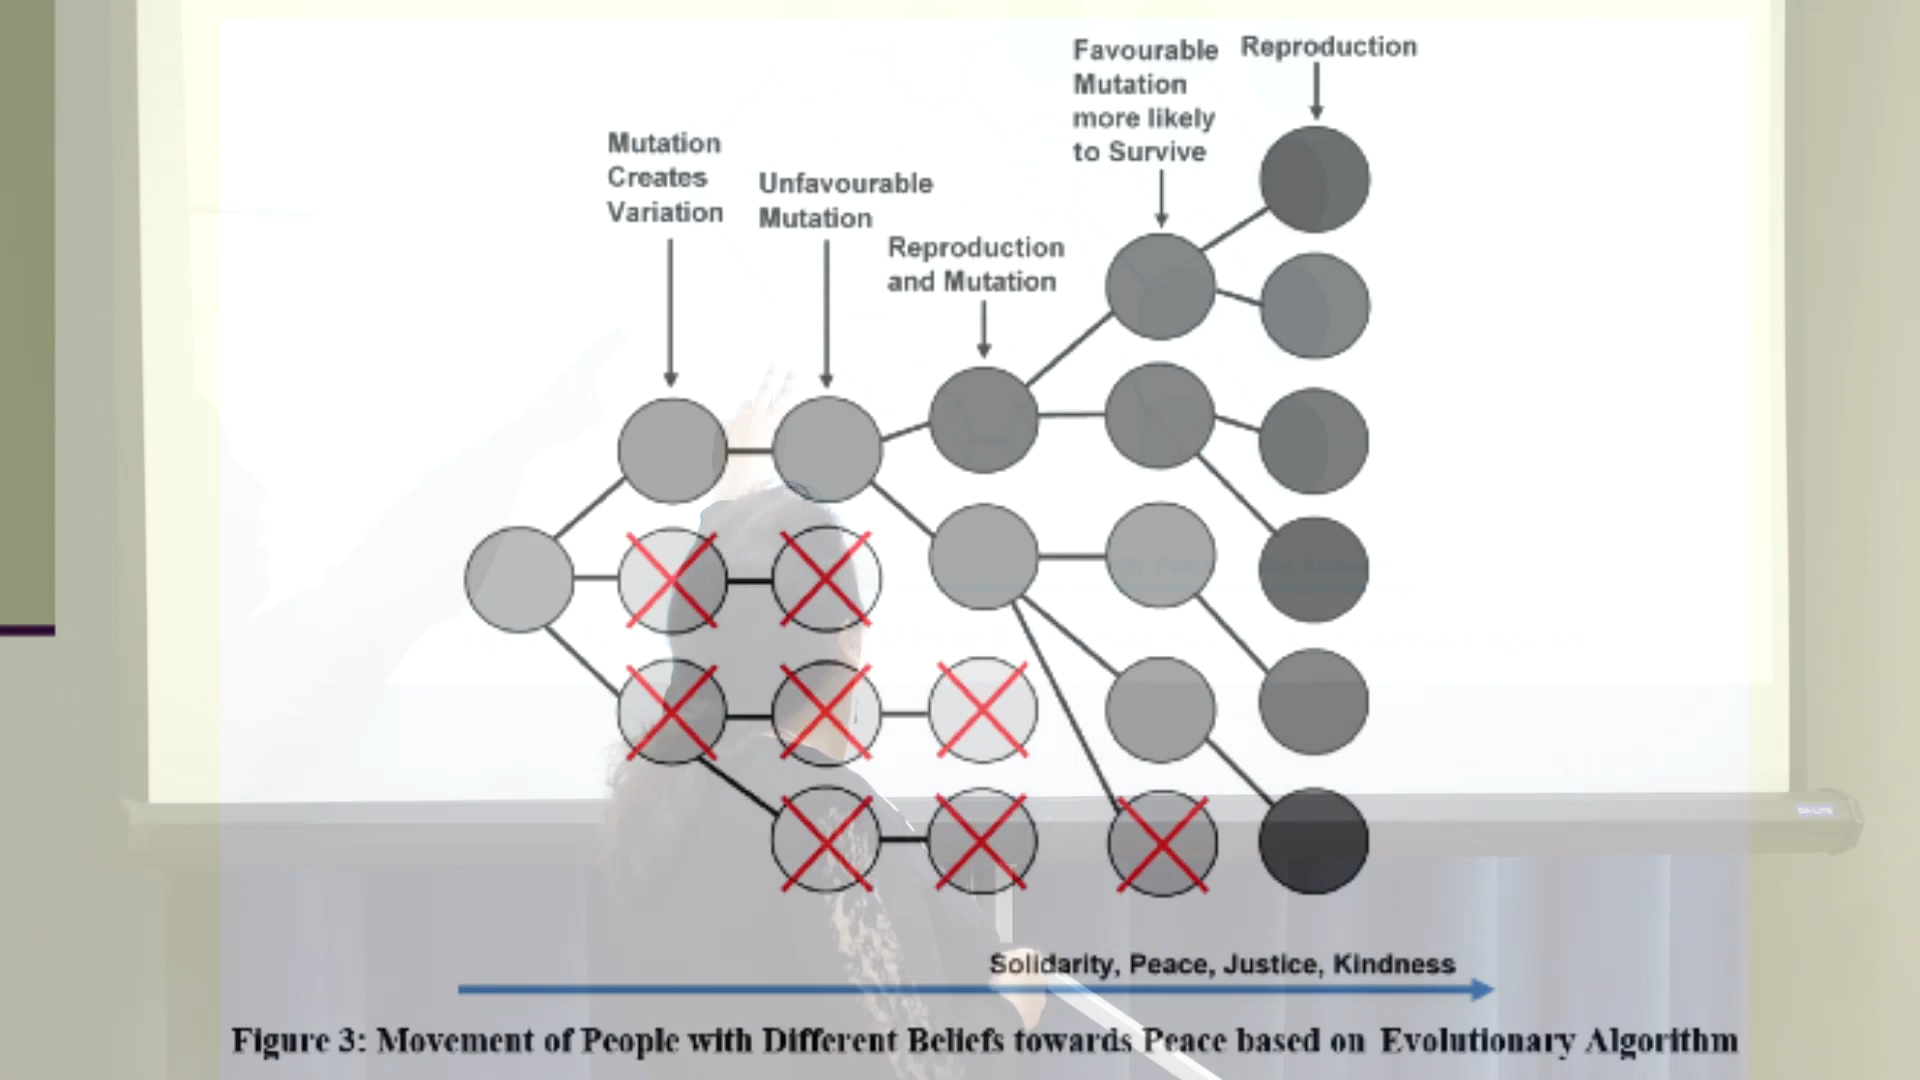 Mutation
Creates
Variation
Unfavourable
Mutation
Reproduction
and Mutation
Favourable
Mutation
more likely
to Survive
Reproduction
Solidarity, Peace, Justice, Kindness
Figure 3: Movement of People with Different Beliefs towards Peace based on Evolutionary Algorithm